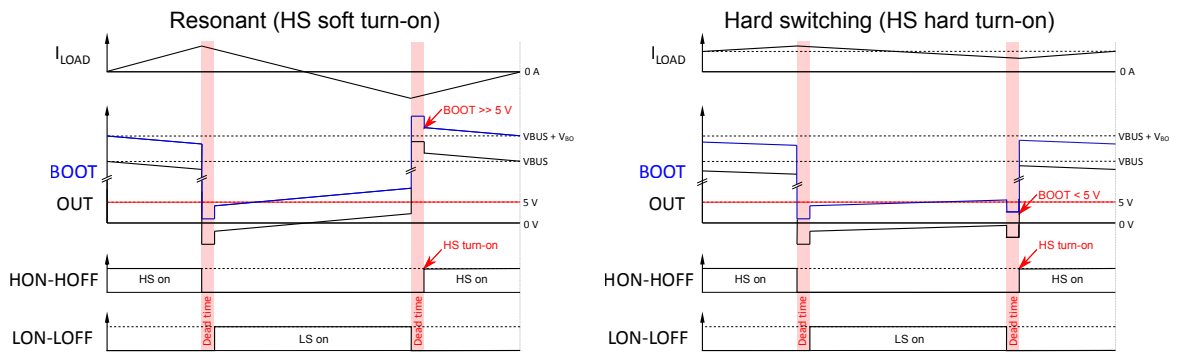 Resonant (HS soft turn-on)
I LOAD
0 A
BOOT >> 5 V
VBUS + VBO
VBUS
BOOT
OUT
5 V
0 V
HS turn-on
HON-HOFF
HS on
HS on
LON-LOFF
Dead time
LS on
Dead time
Hard switching (HS hard turn-on)
I LOAD
0 A
VBUS + VBO
VBUS
BOOT
BOOT < 5 V
OUT
5 V
0 V
HS turn-on
HON-HOFF
HS on
HS on
LON-LOFF
Dead time
LS on
Dead time